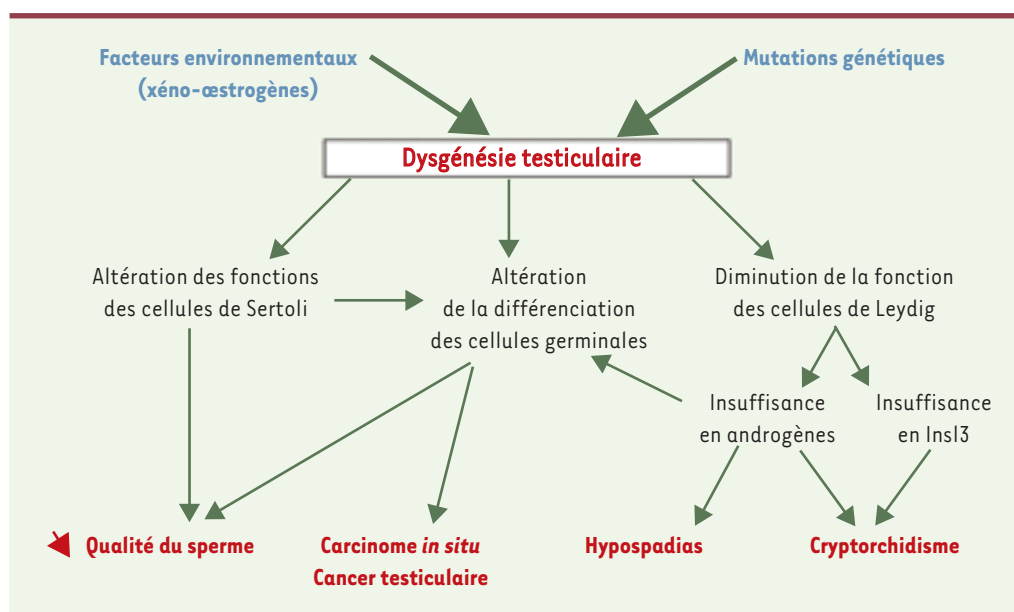 Facteurs environnementaux
(xéno-œstrogènes)
Mutations génétiques
Dysgénésie testiculaire
Altération des fonctions
des cellules de Sertoli
Altération
de la différenciation
des cellules germinales
Diminution de la fonction
des cellules de Leydig
Insuffisance
en androgènes
Insuffisance
en Insl3
Qualité du sperme
Carcinome in situ
Cancer testiculaire
Hypospadias
Cryptorchidisme